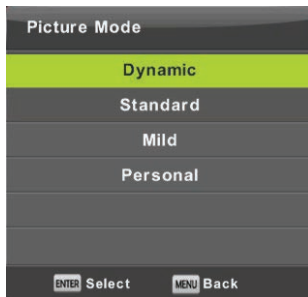 Picture Mode
Dynamic
Standard
Mild
Personal
ENTER Select MENU Back